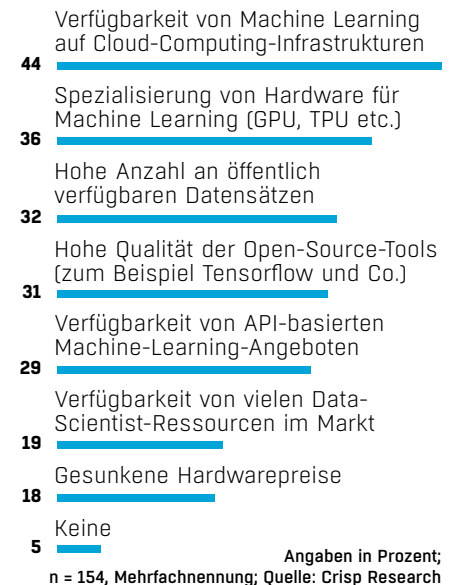 Verfügbarkeit von Machine Learning
auf Cloud-Computing-Infrastrukturen
44
Spezialisierung von Hardware für
Machine Learning (GPU, TPU etc.)
36
Hohe Anzahl an öffentlich
verfügbaren Datensätzen
32
Hohe Qualität der Open-Source-Tools
(zum Beispiel Tensorflow und Co.)
31
Verfügbarkeit von API-basierten
Machine-Learning-Angeboten
29
Verfügbarkeit von vielen Data-
Scientist-Ressourcen im Markt
19
Gesunkene Hardwarepreise
18
Keine
5
Angaben in Prozent;
n = 154, Mehrfachnennung; Quelle: Crisp Research